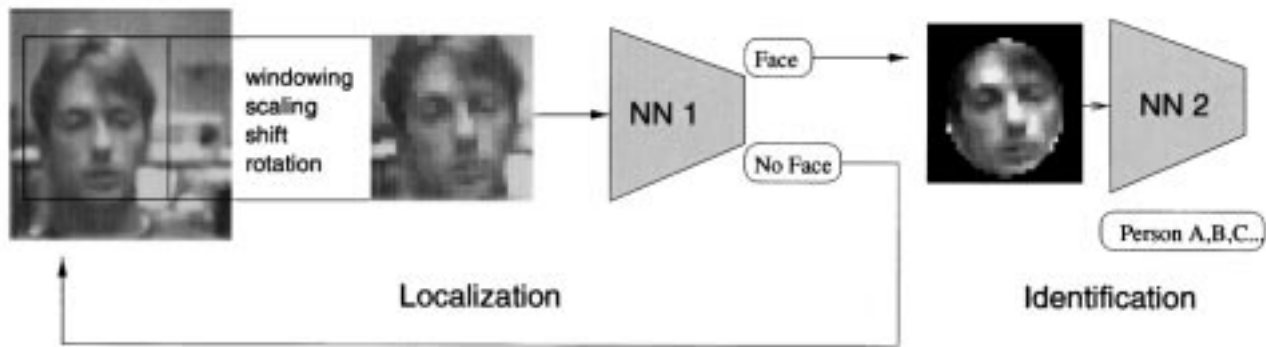 windowing
scaling
shift
rotation
NN 1
Face
No Face
NN 2
Person A,B,C...,
Localization
Identification